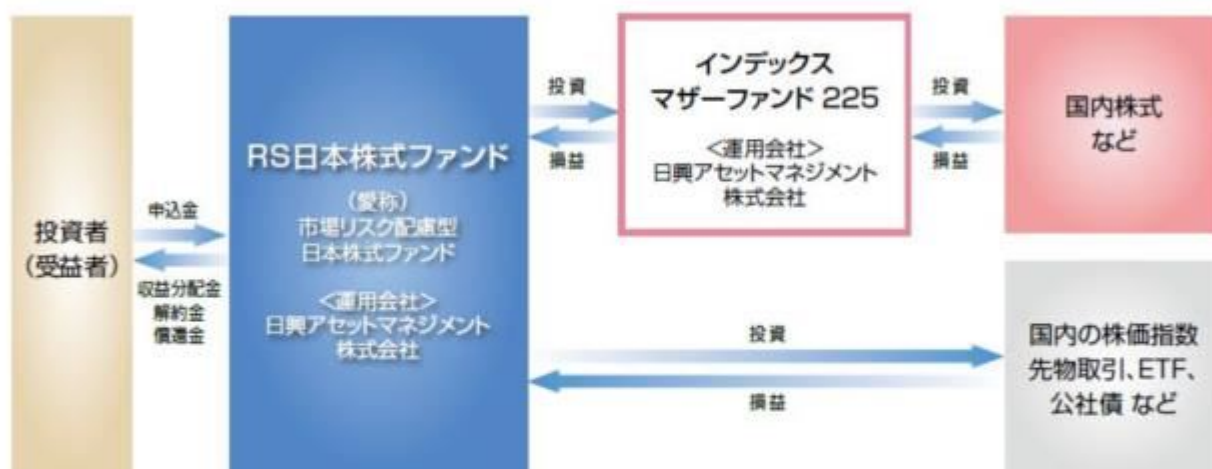 投資者
(受益者)
申込金
収益分配金
解約金
償還金
RS日本株式ファンド
(愛称)
市場リスク配慮型
日本株式ファンド
<運用会社>
日興アセットマネジメント
株式会社
投資
損益
インデックス
マザーファンド 225
<運用会社>
日興アセットマネジメント
株式会社
投資
損益
国内株式
など
投資
損益
国内の株価指数
先物取引、ETF、
公社債 など